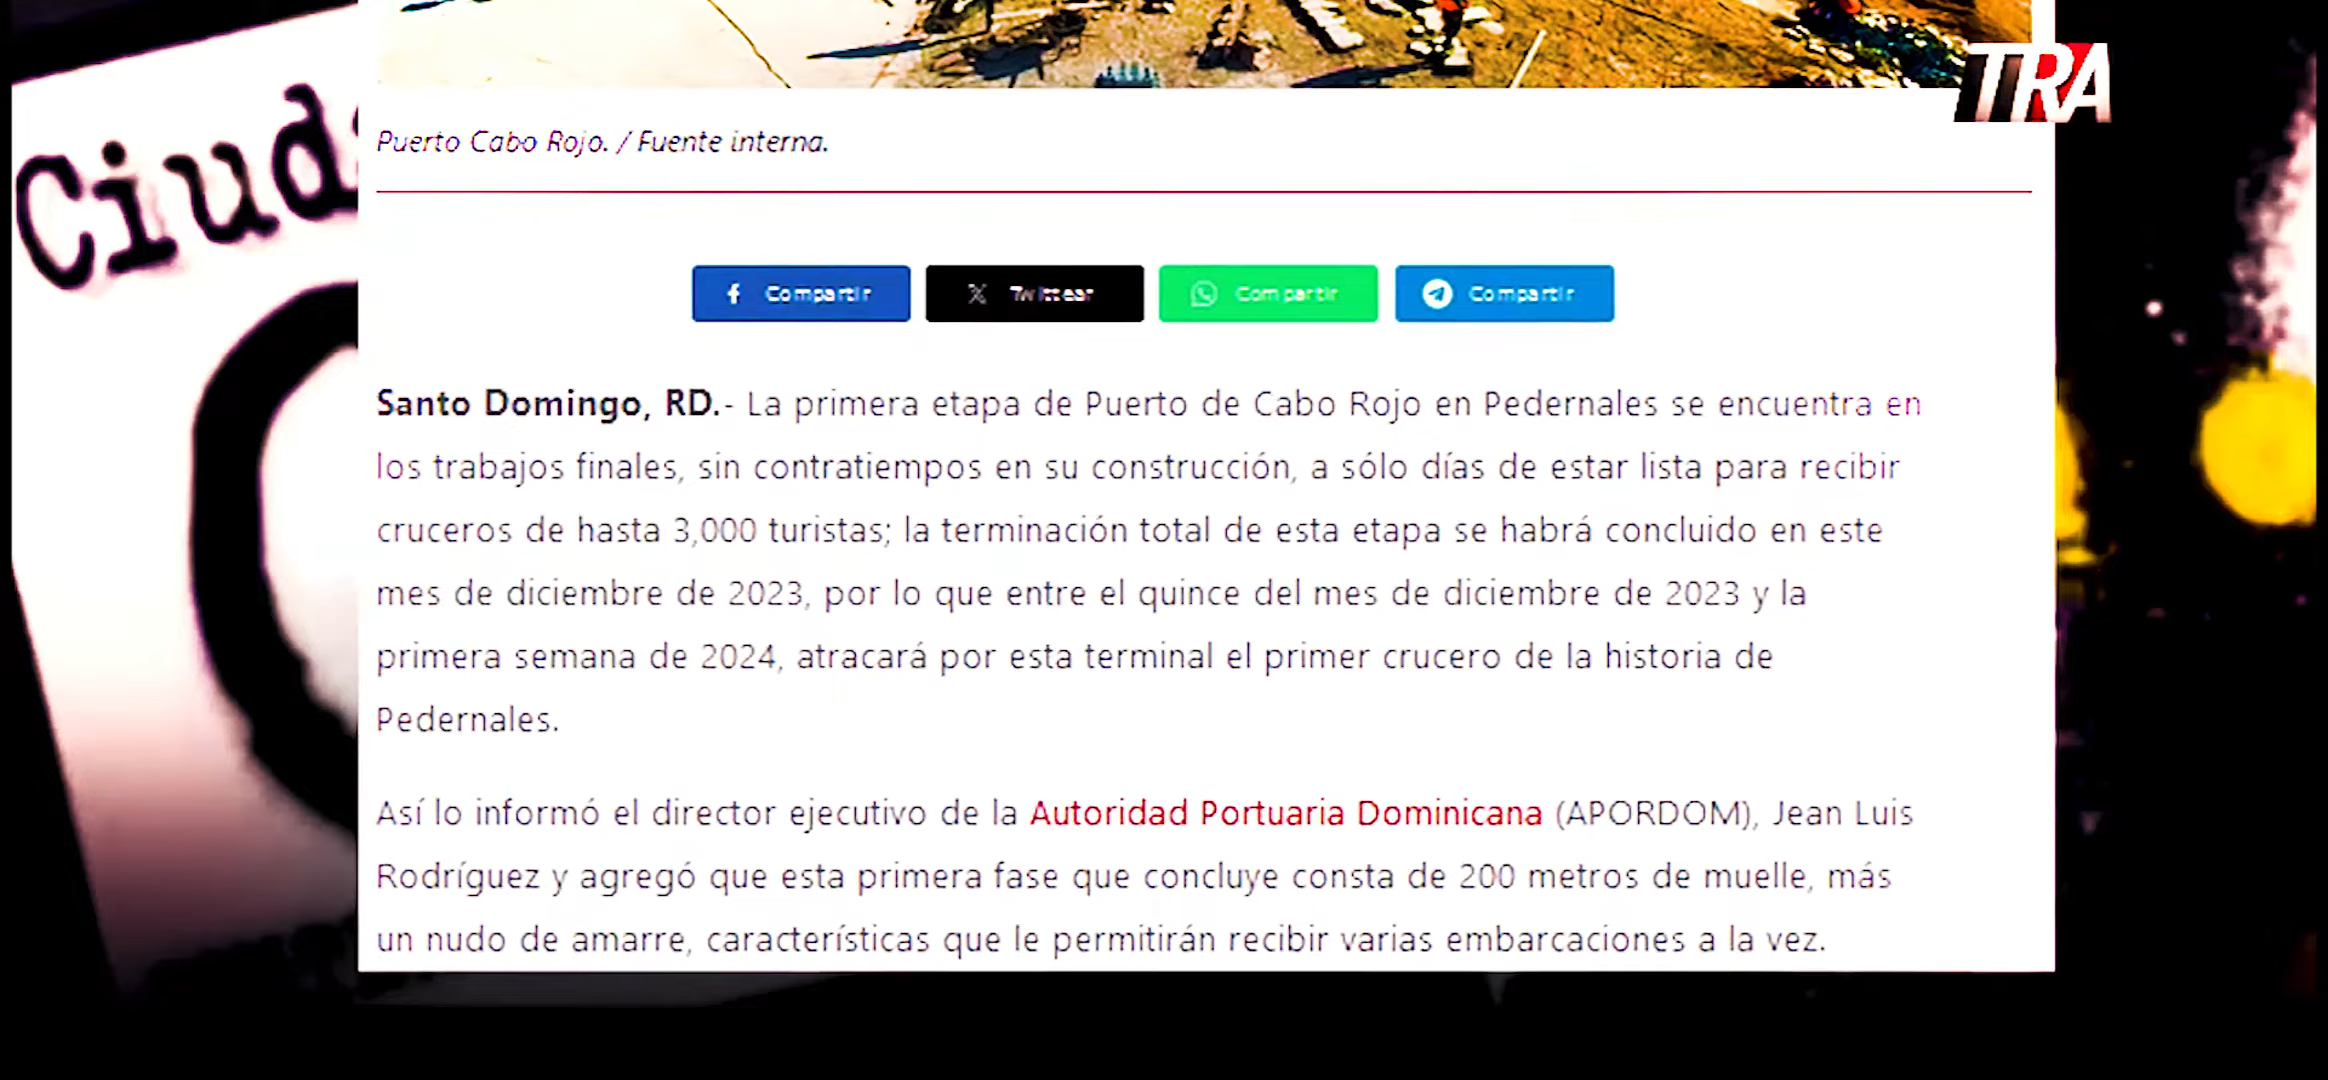 TRA
Puerto Cabo Rojo. / Fuente interna.
Compartir
Twittear
Compartir
Compartir
Santo Domingo, RD.- La primera etapa de Puerto de Cabo Rojo en Pedernales se encuentra en
los trabajos finales, sin contratiempos en su construcción, a sólo días de estar lista para recibir
cruceros de hasta 3,000 turistas; la terminación total de esta etapa se habrá concluido en este
mes de diciembre de 2023, por lo que entre el quince del mes de diciembre de 2023 y la
primera semana de 2024, atracará por esta terminal el primer crucero de la historia de
Pedernales.
Así lo informó el director ejecutivo de la Autoridad Portuaria Dominicana (APORDOM), Jean Luis
Rodríguez y agregó que esta primera fase que concluye consta de 200 metros de muelle, más
un nudo de amarre, características que le permitirán recibir varias embarcaciones a la vez.